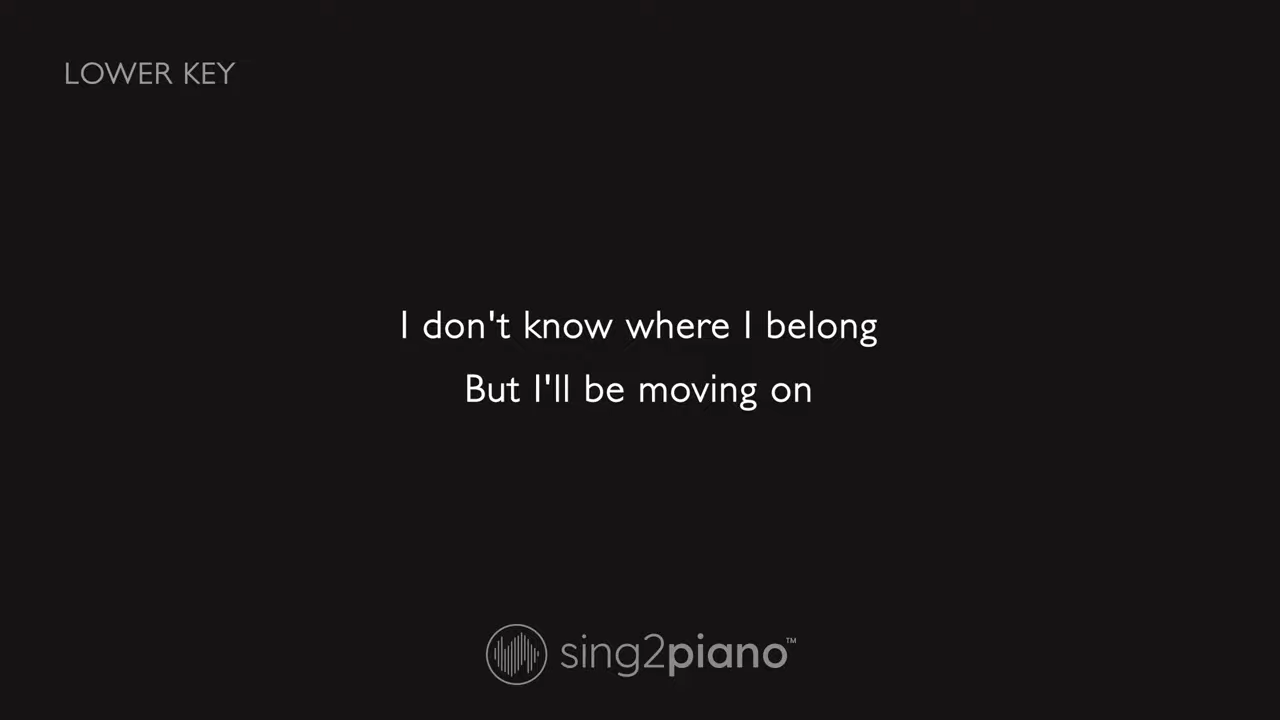 LOWER KEY
I don't know where I belong
But I'll be moving on
sing2piano™